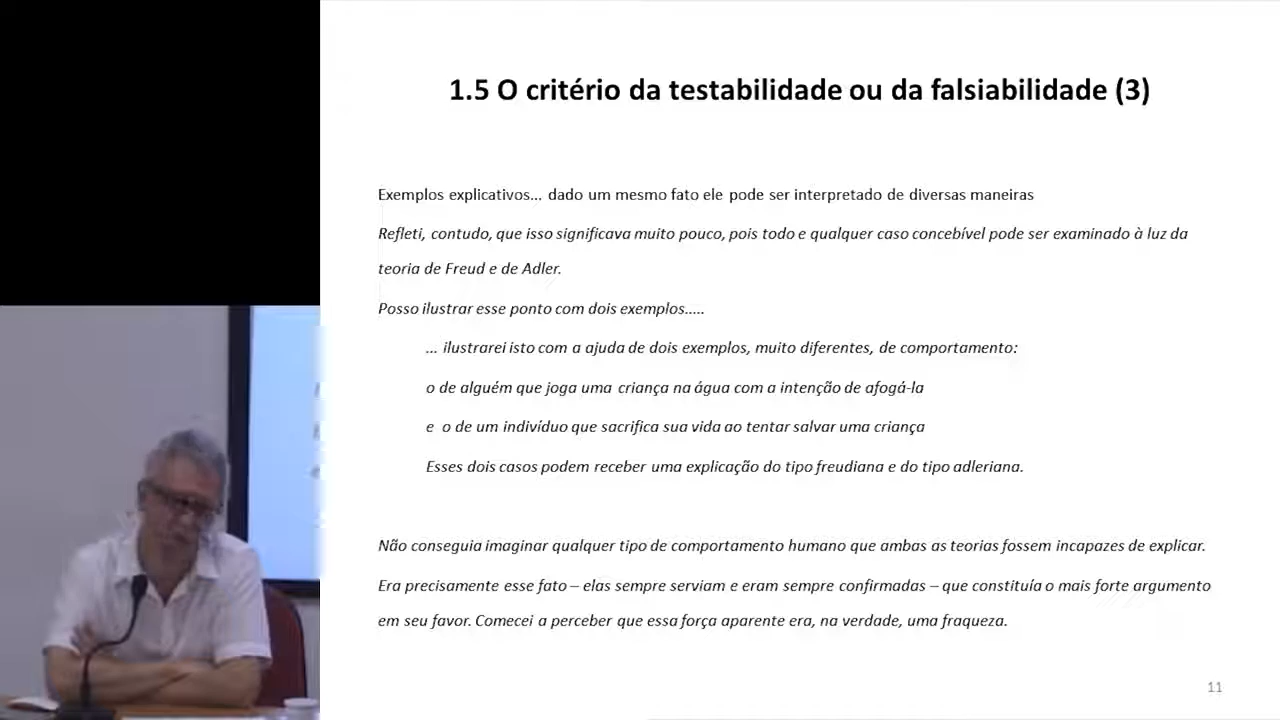 1.5 O critério da testabilidade ou da falsiabilidade (3)
Exemplos explicativos... dado um mesmo fato ele pode ser interpretado de diversas maneiras
Refleti, contudo, que isso significava muito pouco, pois todo e qualquer caso concebível pode ser examinado à luz da
teoria de Freud e de Adler.
Posso ilustrar esse ponto com dois exemplos.....
... ilustrarei isto com a ajuda de dois exemplos, muito diferentes, de comportamento:
o de alguém que joga uma criança na água com a intenção de afogá-la
e o de um indivíduo que sacrifica sua vida ao tentar salvar uma criança
Esses dois casos podem receber uma explicação do tipo freudiana e do tipo adleriana.
Não conseguia imaginar qualquer tipo de comportamento humano que ambas as teorias fossem incapazes de explicar.
Era precisamente esse fato – elas sempre serviam e eram sempre confirmadas – que constituía o mais forte argumento
em seu favor. Comecei a perceber que essa força aparente era, na verdade, uma fraqueza.
11